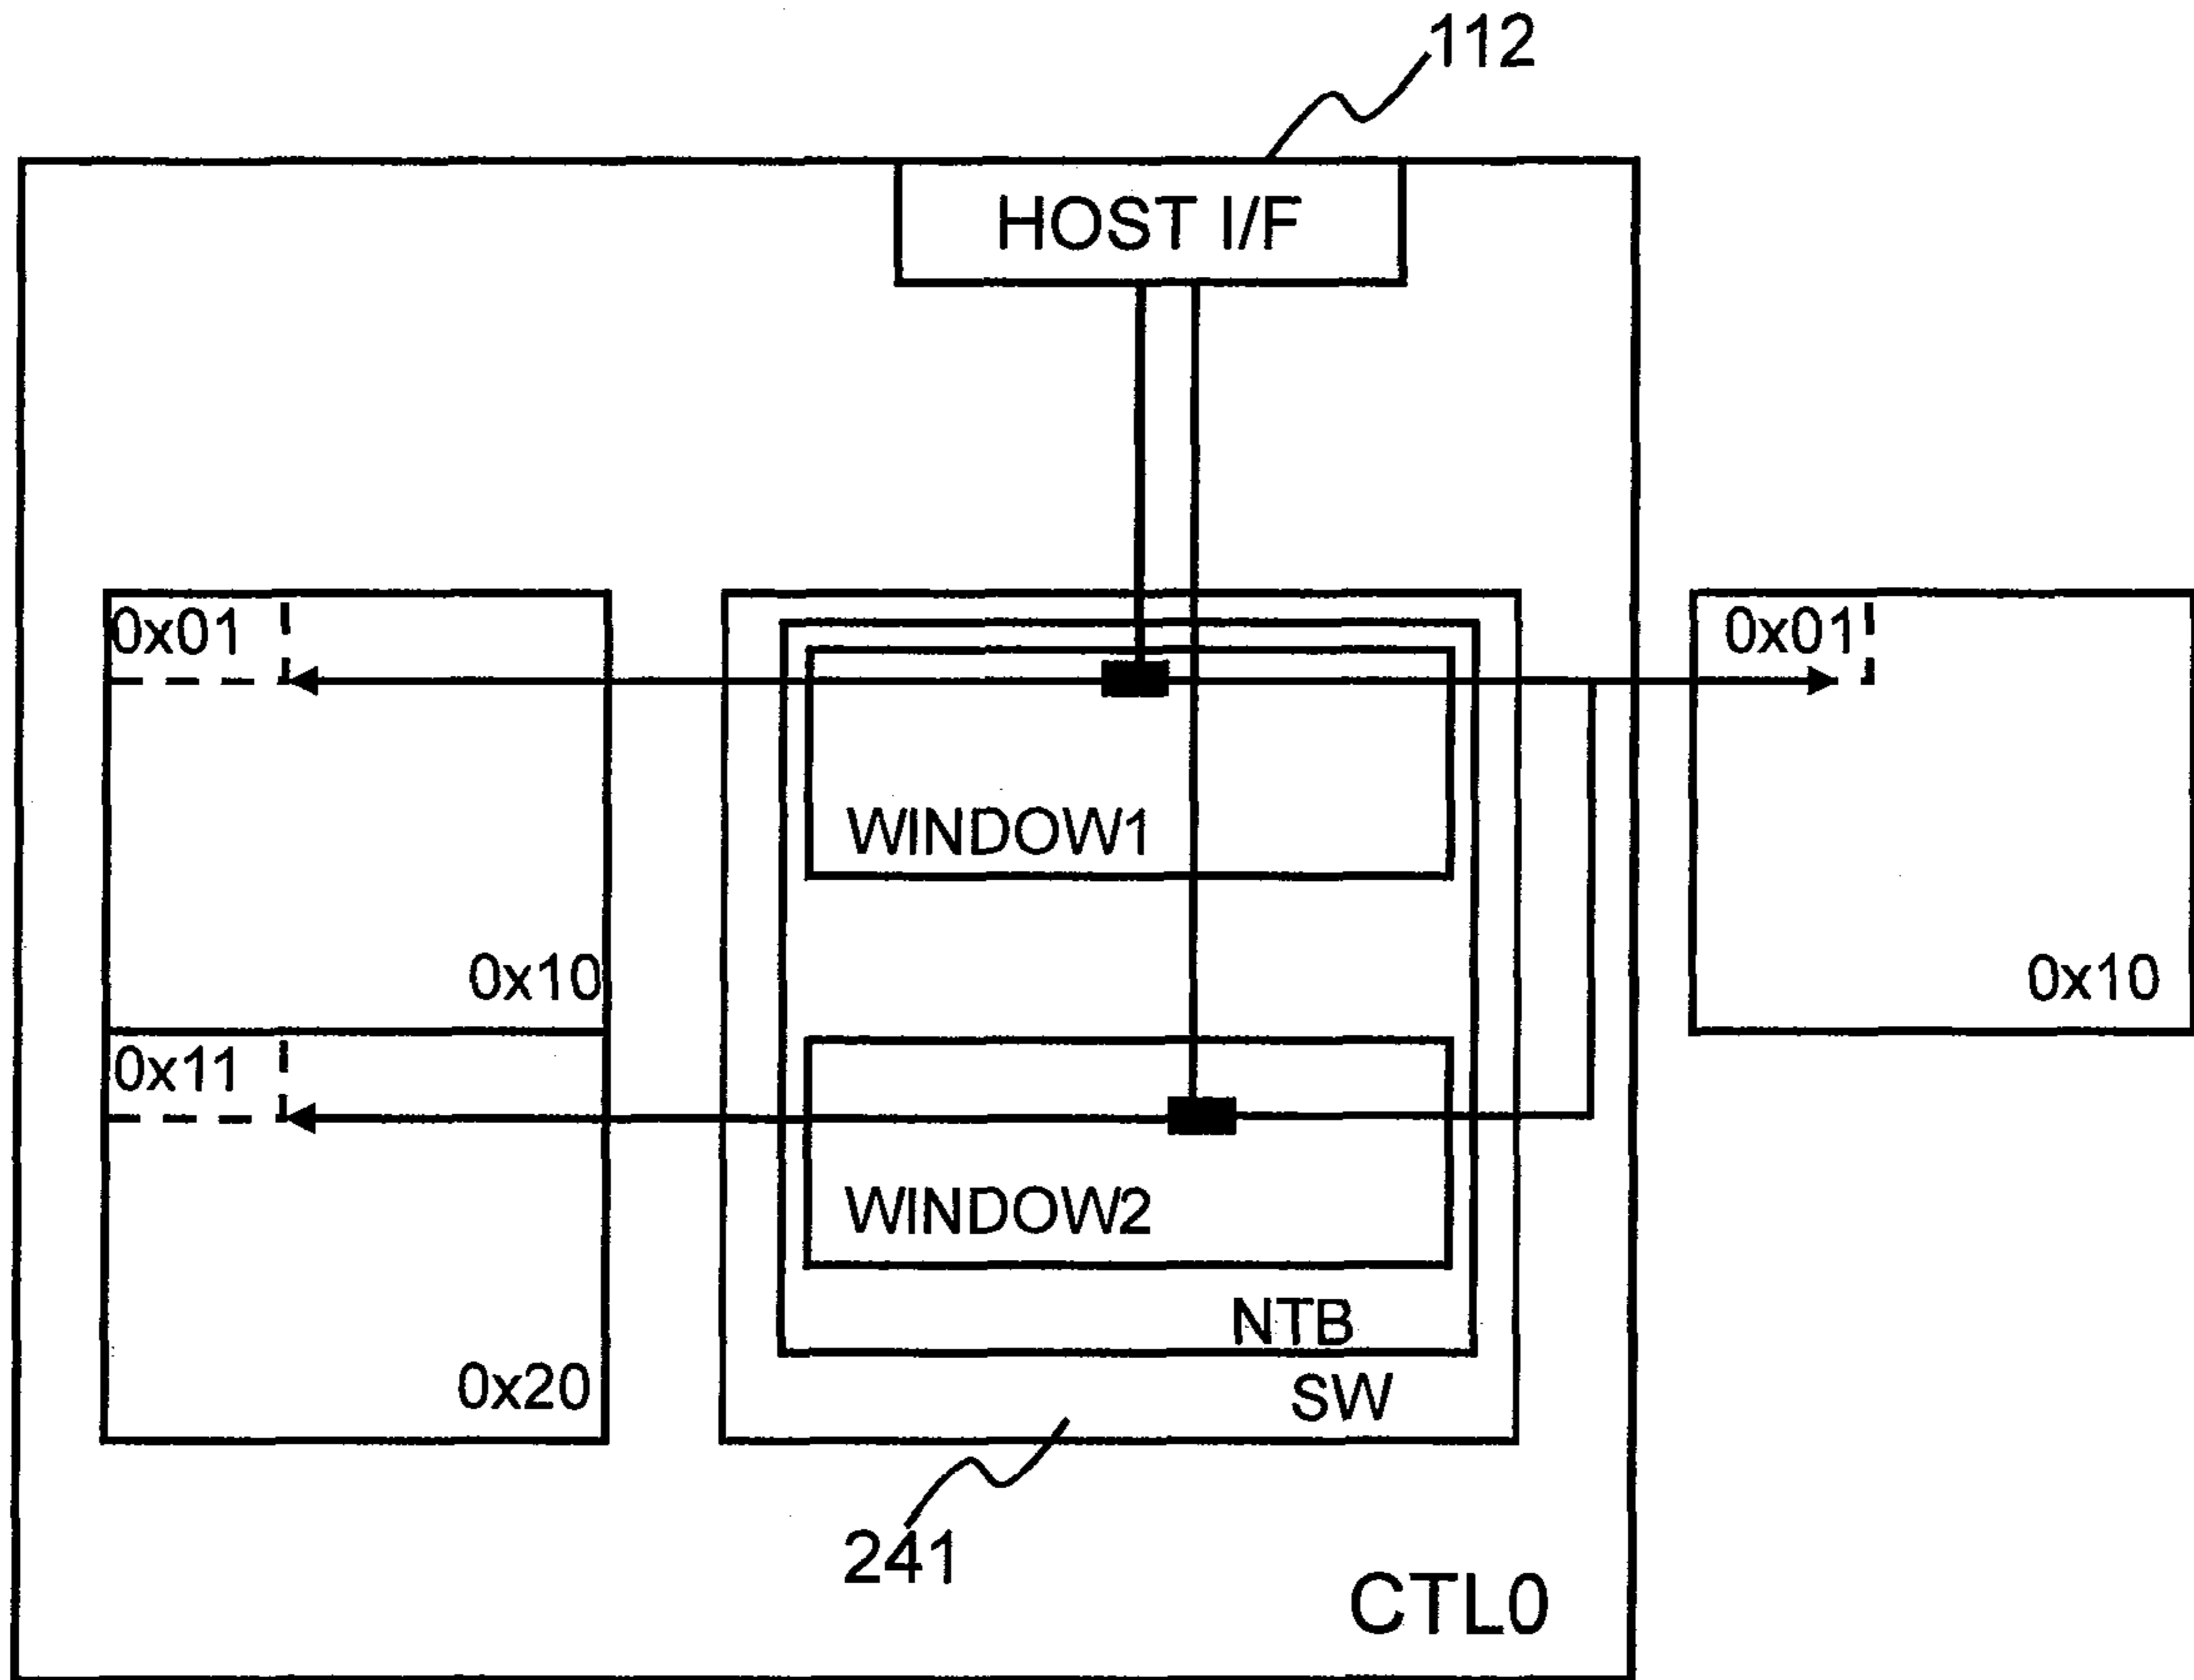 112
HOST I/F
0x01
0x01
WINDOW1
0x10
0x10
0x11
WINDOW2
NTB
0x20
SW
241
CTL0